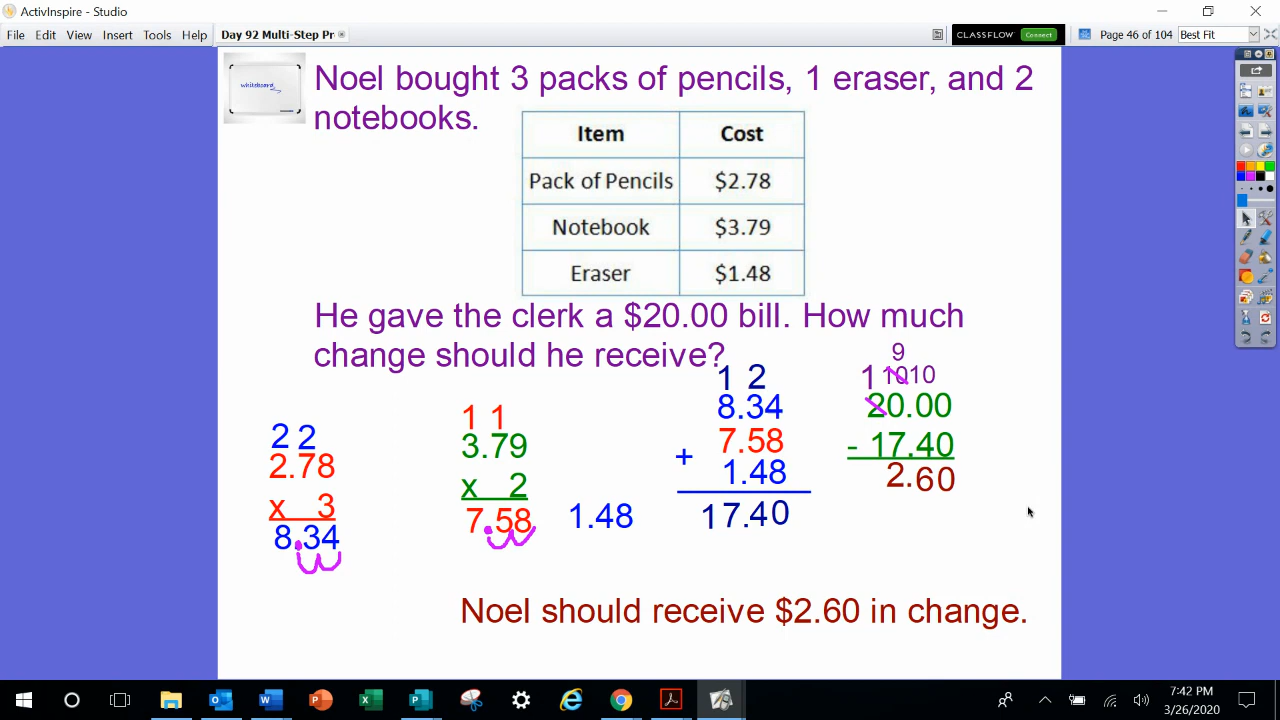 ActivInspire - Studio
File Edit View Insert Tools Help
Day 92 Multi-Step Pr
CLASSFLOW Connect
Page 46 of 104
Best Fit
whiteboard
Noel bought 3 packs of pencils, 1 eraser, and 2
notebooks.
Item Cost
Pack of Pencils $2.78
Notebook $3.79
Eraser $1.48
He gave the clerk a $20.00 bill. How much
change should he receive?
2 2
2.78
x 3
8.34
1 1
3.79
x 2
7.58
1.48
1 2
8.34
7.58
+ 1.48
17.40
9
1 10 10
20.00
- 17.40
2.60
Noel should receive $2.60 in change.
7:42 PM
3/26/2020